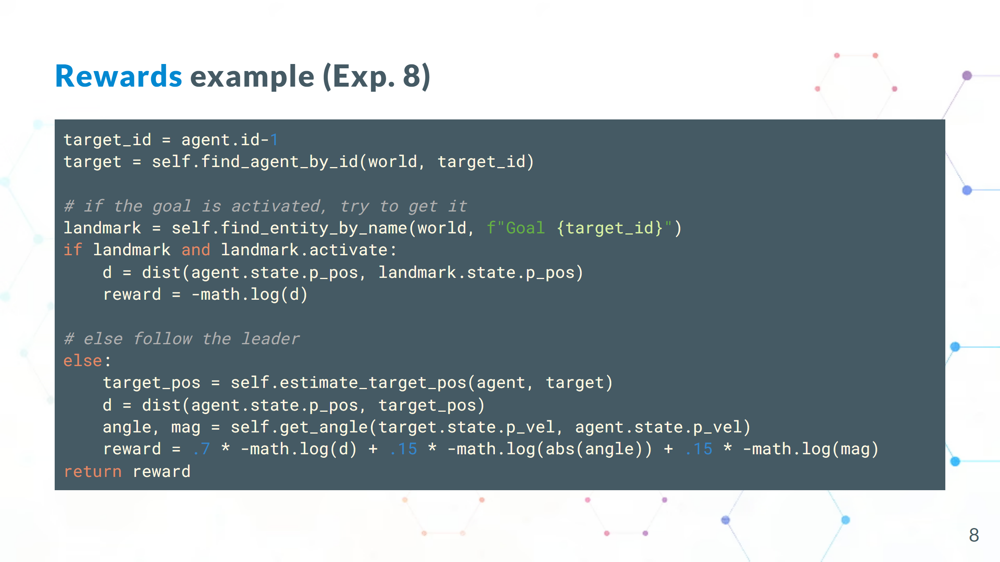 Rewards example (Exp. 8)
target_id = agent.id-1
target = self.find_agent_by_id(world, target_id)
# if the goal is activated, try to get it
landmark = self.find_entity_by_name(world, f"Goal {target_id}")
if landmark and landmark.activate:
    d = dist(agent.state.p_pos, landmark.state.p_pos)
    reward = -math.log(d)
# else follow the leader
else:
    target_pos = self.estimate_target_pos(agent, target)
    d = dist(agent.state.p_pos, target_pos)
    angle, mag = self.get_angle(target.state.p_vel, agent.state.p_vel)
    reward = .7 * -math.log(d) + .15 * -math.log(abs(angle)) + .15 * -math.log(mag)
return reward
8